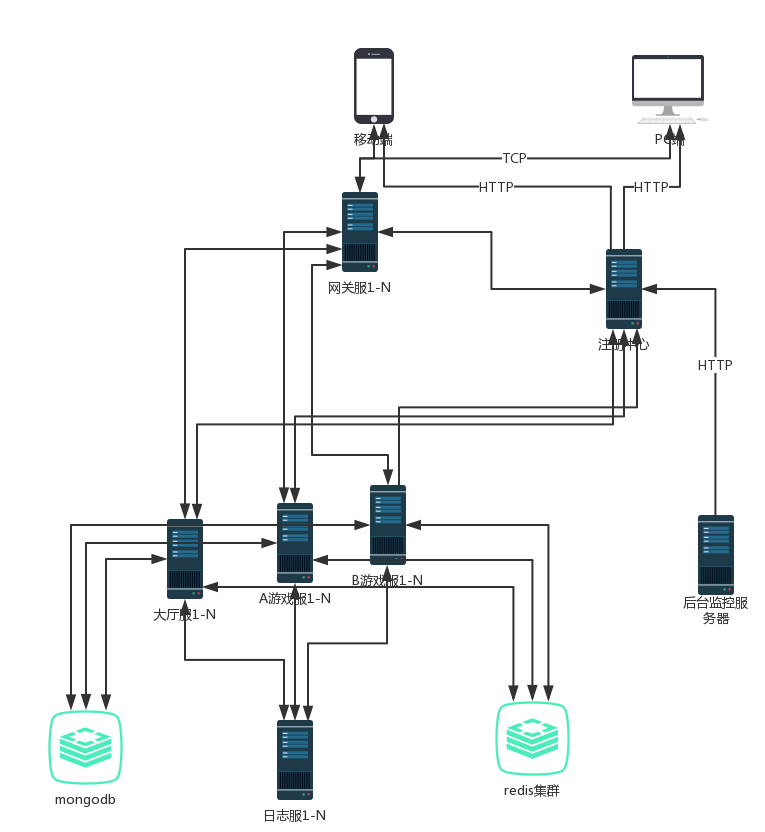 移动端
PC端
TCP
HTTP
HTTP
网关服1-N
注册中心
HTTP
B游戏服1-N
A游戏服1-N
大厅服1-N
后台监控服
务器
mongodb
redis集群
日志服1-N